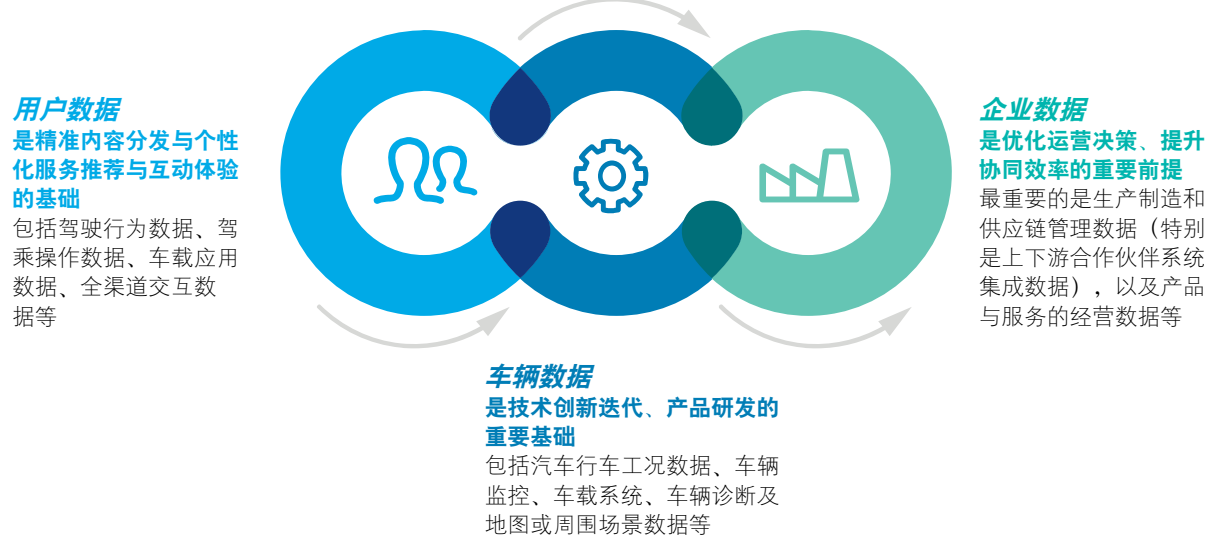 用户数据
是精准内容分发与个性
化服务推荐与互动体验
的基础
包括驾驶行为数据、驾
乘操作数据、车载应用
数据、全渠道交互数
据等
车辆数据
是技术创新迭代、产品研发的
重要基础
包括汽车行车工况数据、车辆
监控、车载系统、车辆诊断及
地图或周围场景数据等
企业数据
是优化运营决策、提升
协同效率的重要前提
最重要的是生产制造和
供应链管理数据（特别
是上下游合作伙伴系统
集成数据），以及产品
与服务的经营数据等